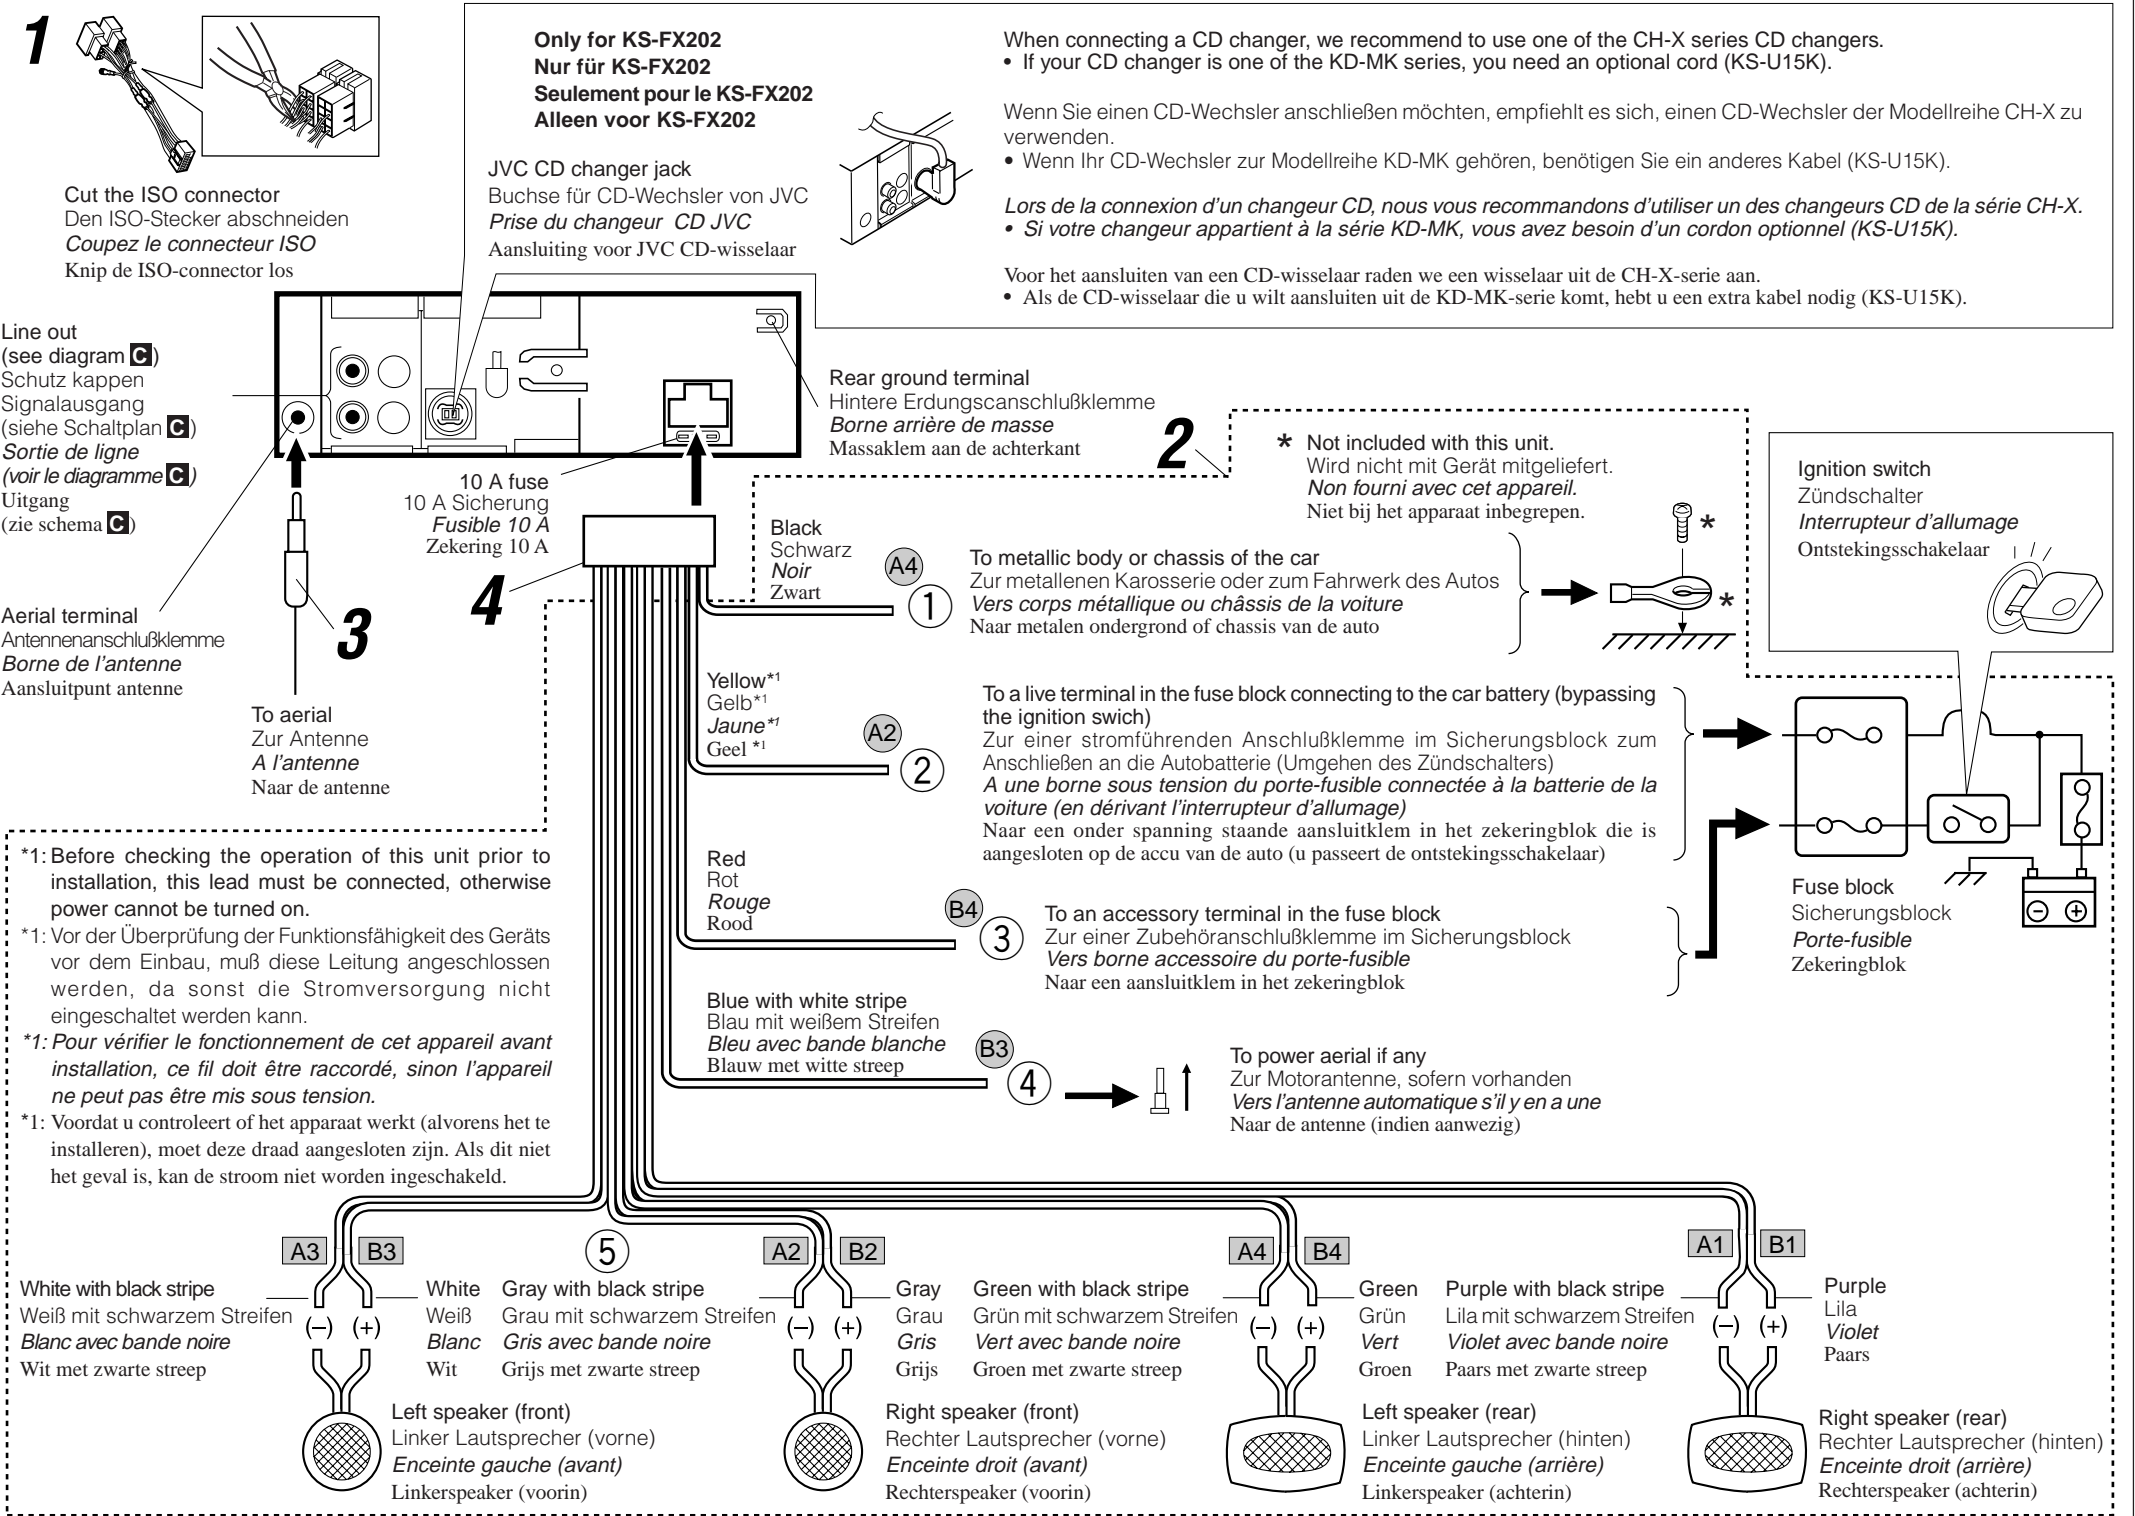 1
Cut the ISO connector
Den ISO-Stecker abschneiden
Coupez le connecteur ISO
Knip de ISO-connector los
Only for KS-FX202
Nur für KS-FX202
Seulement pour le KS-FX202
Alleen voor KS-FX202
JVC CD changer jack
Buchse für CD-Wechsler von JVC
Prise du changeur CD JVC
Aansluiting voor JVC CD-wisselaar
When connecting a CD changer, we recommend to use one of the CH-X series CD changers.
• If your CD changer is one of the KD-MK series, you need an optional cord (KS-U15K).
Wenn Sie einen CD-Wechsler anschließen möchten, empfiehlt es sich, einen CD-Wechsler der Modellreihe CH-X zu
verwenden.
• Wenn Ihr CD-Wechsler zur Modellreihe KD-MK gehören, benötigen Sie ein anderes Kabel (KS-U15K).
Lors de la connexion d'un changeur CD, nous vous recommandons d'utiliser un des changeurs CD de la série CH-X.
• Si votre changeur appartient à la série KD-MK, vous avez besoin d'un cordon optionnel (KS-U15K).
Voor het aansluiten van een CD-wisselaar raden we een wisselaar uit de CH-X-serie aan.
• Als de CD-wisselaar die u wilt aansluiten uit de KD-MK-serie komt, hebt u een extra kabel nodig (KS-U15K).
Line out
(see diagram C)
Schutz kappen
Signalausgang
(siehe Schaltplan C)
Sortie de ligne
(voir le diagramme C)
Uitgang
(zie schema C)
Rear ground terminal
Hintere Erdungscanschlußklemme
Borne arrière de masse
Massaklem aan de achterkant
10 A fuse
10 A Sicherung
Fusible 10 A
Zekering 10 A
2
* Not included with this unit.
Wird nicht mit Gerät mitgeliefert.
Non fourni avec cet appareil.
Niet bij het apparaat inbegrepen.
Ignition switch
Zündschalter
Interrupteur d'allumage
Ontstekingsschakelaar
Aerial terminal
Antennenanschlußklemme
Borne de l'antenne
Aansluitpunt antenne
3
To aerial
Zur Antenne
A l'antenne
Naar de antenne
4
Black
Schwarz
Noir
Zwart
A4
1
To metallic body or chassis of the car
Zur metallenen Karosserie oder zum Fahrwerk des Autos
Vers corps métallique ou châssis de la voiture
Naar metalen ondergrond of chassis van de auto
*
*
Yellow*1
Gelb*1
Jaune*1
Geel *1
A2
2
To a live terminal in the fuse block connecting to the car battery (bypassing
the ignition swich)
Zur einer stromführenden Anschlußklemme im Sicherungsblock zum
Anschließen an die Autobatterie (Umgehen des Zündschalters)
A une borne sous tension du porte-fusible connectée à la batterie de la
voiture (en dérivant l'interrupteur d'allumage)
Naar een onder spanning staande aansluitklem in het zekeringblok die is
aangesloten op de accu van de auto (u passeert de ontstekingsschakelaar)
Fuse block
Sicherungsblock
Porte-fusible
Zekeringblok
Red
Rot
Rouge
Rood
B4
3
To an accessory terminal in the fuse block
Zur einer Zubehöranschlußklemme im Sicherungsblock
Vers borne accessoire du porte-fusible
Naar een aansluitklem in het zekeringblok
Blue with white stripe
Blau mit weißem Streifen
Bleu avec bande blanche
Blauw met witte streep
B3
4
To power aerial if any
Zur Motorantenne, sofern vorhanden
Vers l'antenne automatique s'il y en a une
Naar de antenne (indien aanwezig)
*1: Before checking the operation of this unit prior to
installation, this lead must be connected, otherwise
power cannot be turned on.
*1: Vor der Überprüfung der Funktionsfähigkeit des Geräts
vor dem Einbau, muß diese Leitung angeschlossen
werden, da sonst die Stromversorgung nicht
eingeschaltet werden kann.
*1: Pour vérifier le fonctionnement de cet appareil avant
installation, ce fil doit être raccordé, sinon l'appareil
ne peut pas être mis sous tension.
*1: Voordat u controleert of het apparaat werkt (alvorens het te
installeren), moet deze draad aangesloten zijn. Als dit niet
het geval is, kan de stroom niet worden ingeschakeld.
A3 B3
5
A2 B2
A4 B4
A1 B1
White with black stripe
Weiß mit schwarzem Streifen
Blanc avec bande noire
Wit met zwarte streep
(−) (+)
White
Weiß
Blanc
Wit
Gray with black stripe
Grau mit schwarzem Streifen
Gris avec bande noire
Grijs met zwarte streep
(−) (+)
Gray
Grau
Gris
Grijs
Green with black stripe
Grün mit schwarzem Streifen
Vert avec bande noire
Groen met zwarte streep
(−) (+)
Green
Grün
Vert
Groen
Purple with black stripe
Lila mit schwarzem Streifen
Violet avec bande noire
Paars met zwarte streep
(−) (+)
Purple
Lila
Violet
Paars
Left speaker (front)
Linker Lautsprecher (vorne)
Enceinte gauche (avant)
Linkerspeaker (voorin)
Right speaker (front)
Rechter Lautsprecher (vorne)
Enceinte droit (avant)
Rechterspeaker (voorin)
Left speaker (rear)
Linker Lautsprecher (hinten)
Enceinte gauche (arrière)
Linkerspeaker (achterin)
Right speaker (rear)
Rechter Lautsprecher (hinten)
Enceinte droit (arrière)
Rechterspeaker (achterin)